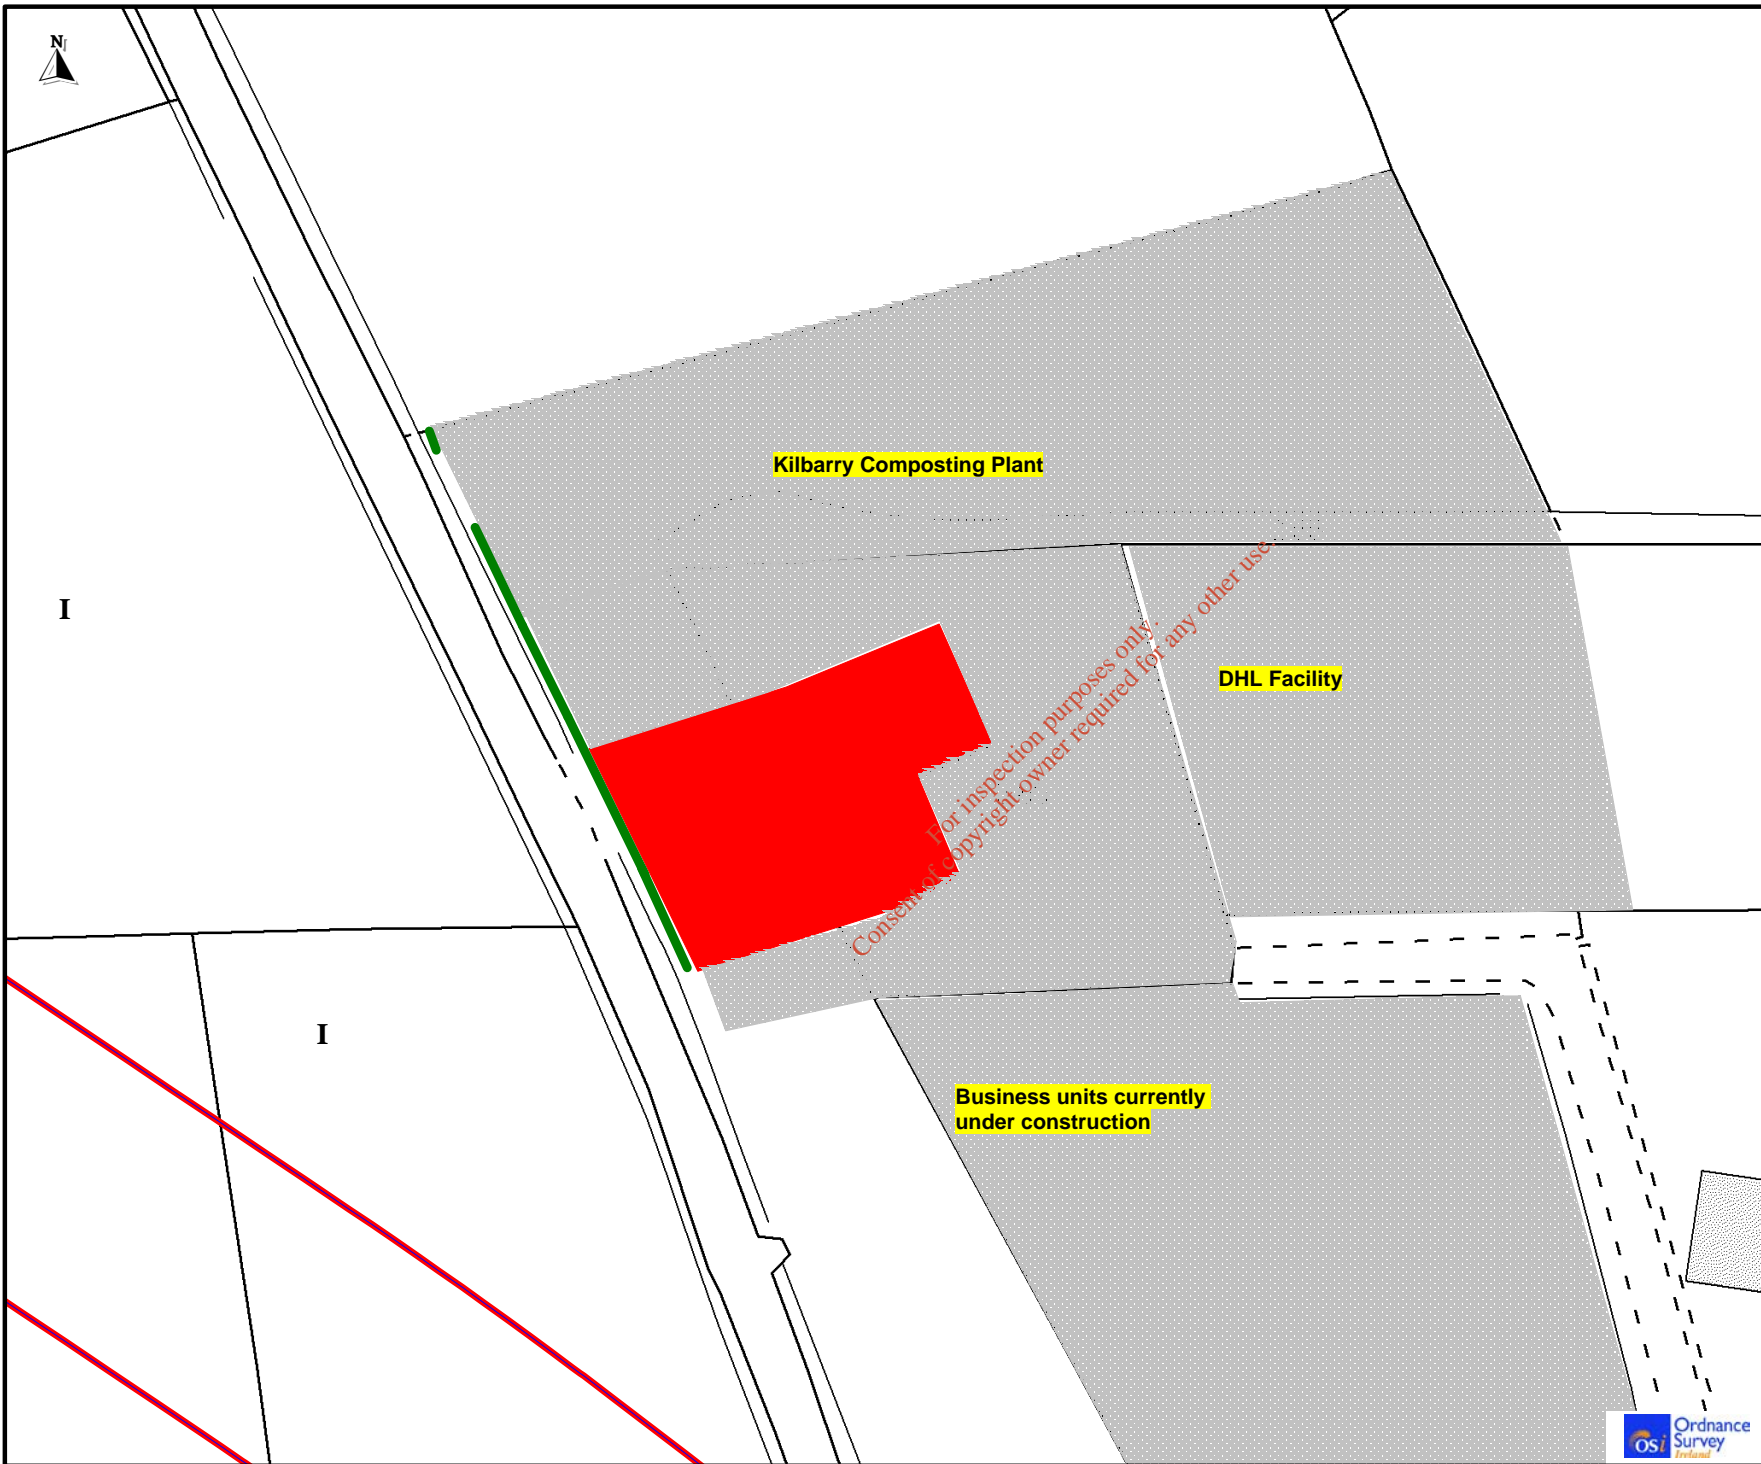 N
Kilbarry Composting Plant
I
DHL Facility
For inspection purposes only.
Consent of copyright owner required for any other use.
I
Business units currently
under construction
osi
Ordnance
Survey
Ireland